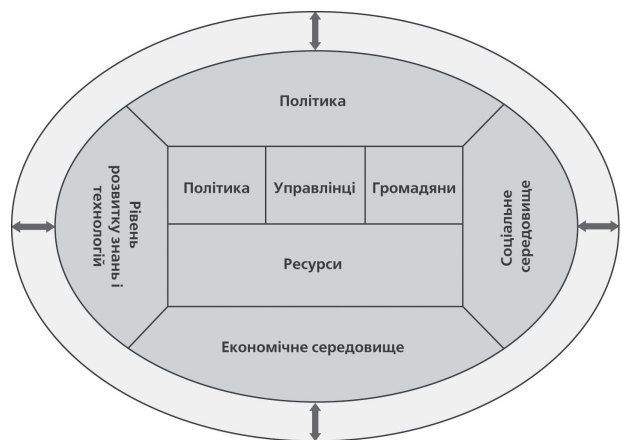 Політика
Рівень
розвитку знань і
технологій
Політика
Управлінці
Громадяни
Соціальне
середовище
Ресурси
Економічне середовище